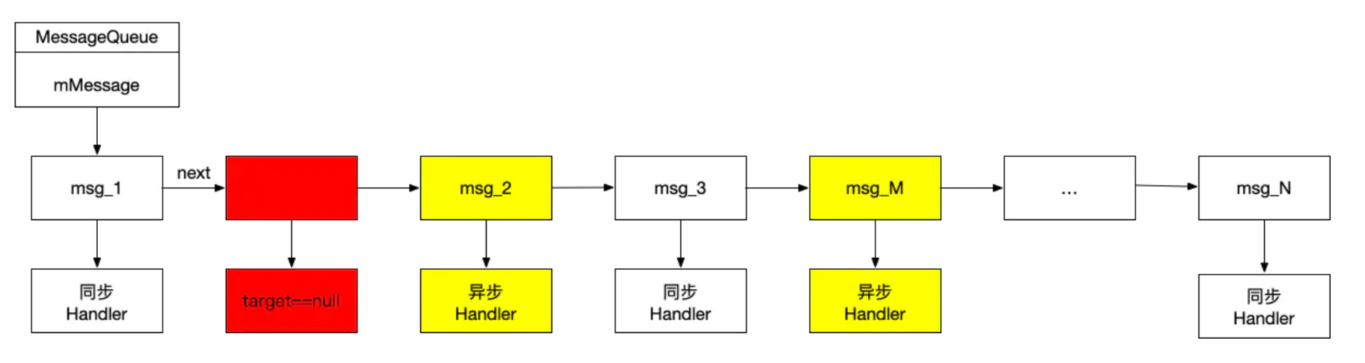 MessageQueue
mMessage
msg_1
next
msg_2
msg_3
msg_M
...
msg_N
同步
Handler
target==null
异步
Handler
同步
Handler
异步
Handler
同步
Handler